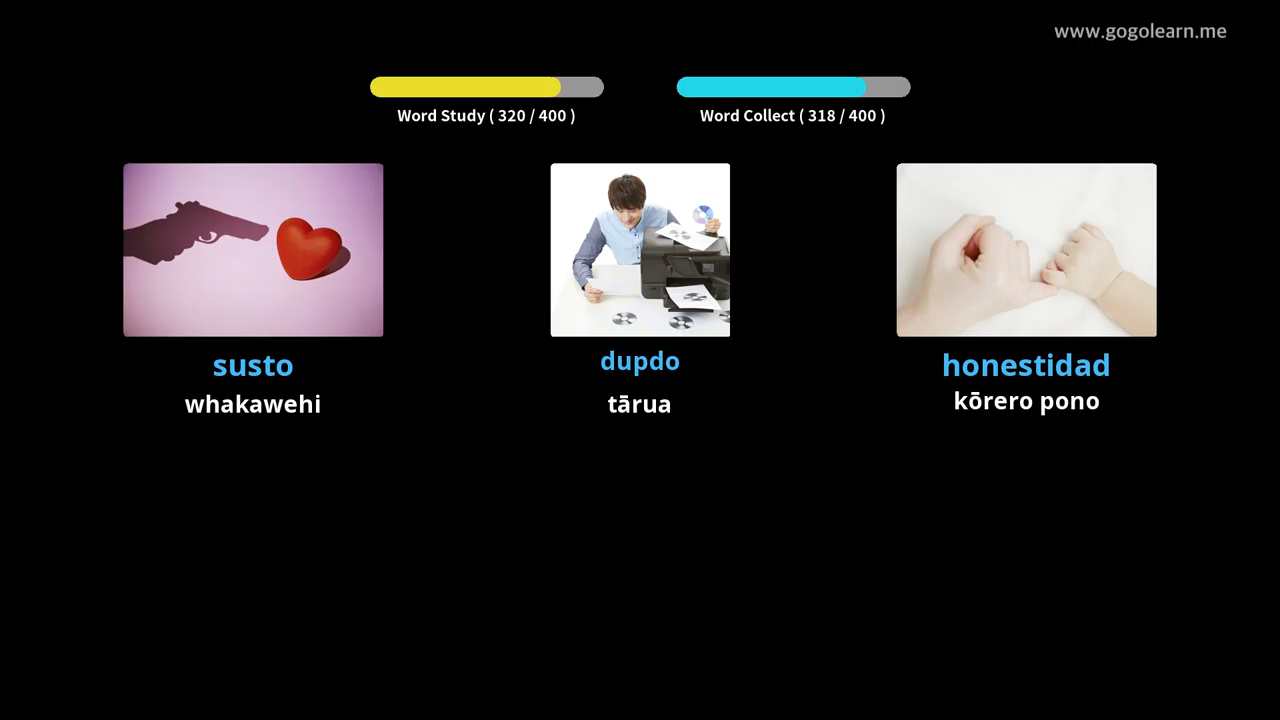 www.gogolearn.me
Word Study ( 320 / 400 )
Word Collect ( 318 / 400 )
susto
dupdo
honestidad
whakawehi
tārua
kōrero pono